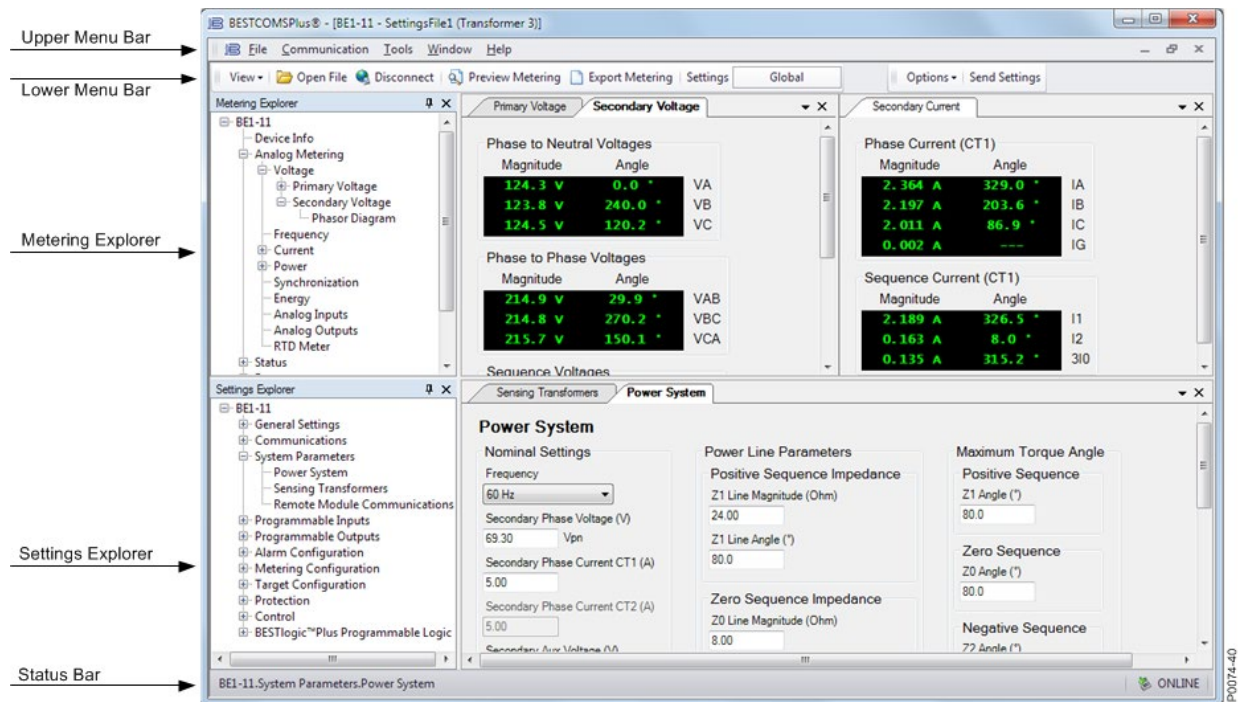 BESTCOMSPlus® - [BE1-11 - SettingsFile1 (Transformer 3)]
Upper Menu Bar
File Communication Tools Window Help
Lower Menu Bar
View Open File Disconnect Preview Metering Export Metering Settings Global Options Send Settings
Metering Explorer
Metering Explorer
BE1-11
Device Info
Analog Metering
Voltage
Primary Voltage
Secondary Voltage
Phasor Diagram
Frequency
Current
Power
Synchronization
Energy
Analog Inputs
Analog Outputs
RTD Meter
Status
Primary Voltage Secondary Voltage
Phase to Neutral Voltages
Magnitude Angle
124.3 V 0.0 ° VA
123.8 V 240.0 ° VB
124.5 V 120.2 ° VC
Phase to Phase Voltages
Magnitude Angle
214.9 V 29.9 ° VAB
214.8 V 270.2 ° VBC
215.7 V 150.1 ° VCA
Sequence Voltages
Secondary Current
Phase Current (CT1)
Magnitude Angle
2.364 A 329.0 ° IA
2.197 A 203.6 ° IB
2.011 A 86.9 ° IC
0.002 A --- IG
Sequence Current (CT1)
Magnitude Angle
2.189 A 326.5 ° I1
0.163 A 8.0 ° I2
0.135 A 315.2 ° 3I0
Settings Explorer
Settings Explorer
BE1-11
General Settings
Communications
System Parameters
Power System
Sensing Transformers
Remote Module Communications
Programmable Inputs
Programmable Outputs
Alarm Configuration
Metering Configuration
Target Configuration
Protection
Control
BESTlogic™Plus Programmable Logic
Sensing Transformers Power System
Power System
Nominal Settings
Frequency
60 Hz
Secondary Phase Voltage (V)
69.30 Vpn
Secondary Phase Current CT1 (A)
5.00
Secondary Phase Current CT2 (A)
5.00
Secondary Aux Voltage (V)
Power Line Parameters
Positive Sequence Impedance
Z1 Line Magnitude (Ohm)
24.00
Z1 Line Angle (°)
80.0
Zero Sequence Impedance
Z0 Line Magnitude (Ohm)
8.00
Maximum Torque Angle
Positive Sequence
Z1 Angle (°)
80.0
Zero Sequence
Z0 Angle (°)
80.0
Negative Sequence
Z2 Angle (°)
Status Bar
BE1-11.System Parameters.Power System
ONLINE
P0074-40